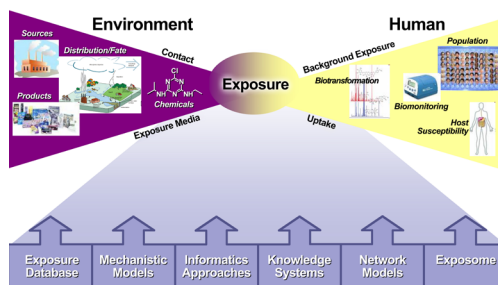 Environment
Human
Sources
Distribution/Fate
Products
Contact
Cl
N
N
NH
N
NH
Chemicals
Exposure Media
Exposure
Background Exposure
Uptake
Biotransformation
Population
Biomonitoring
Host
Susceptibility
Exposure
Database
Mechanistic
Models
Informatics
Approaches
Knowledge
Systems
Network
Models
Exposome